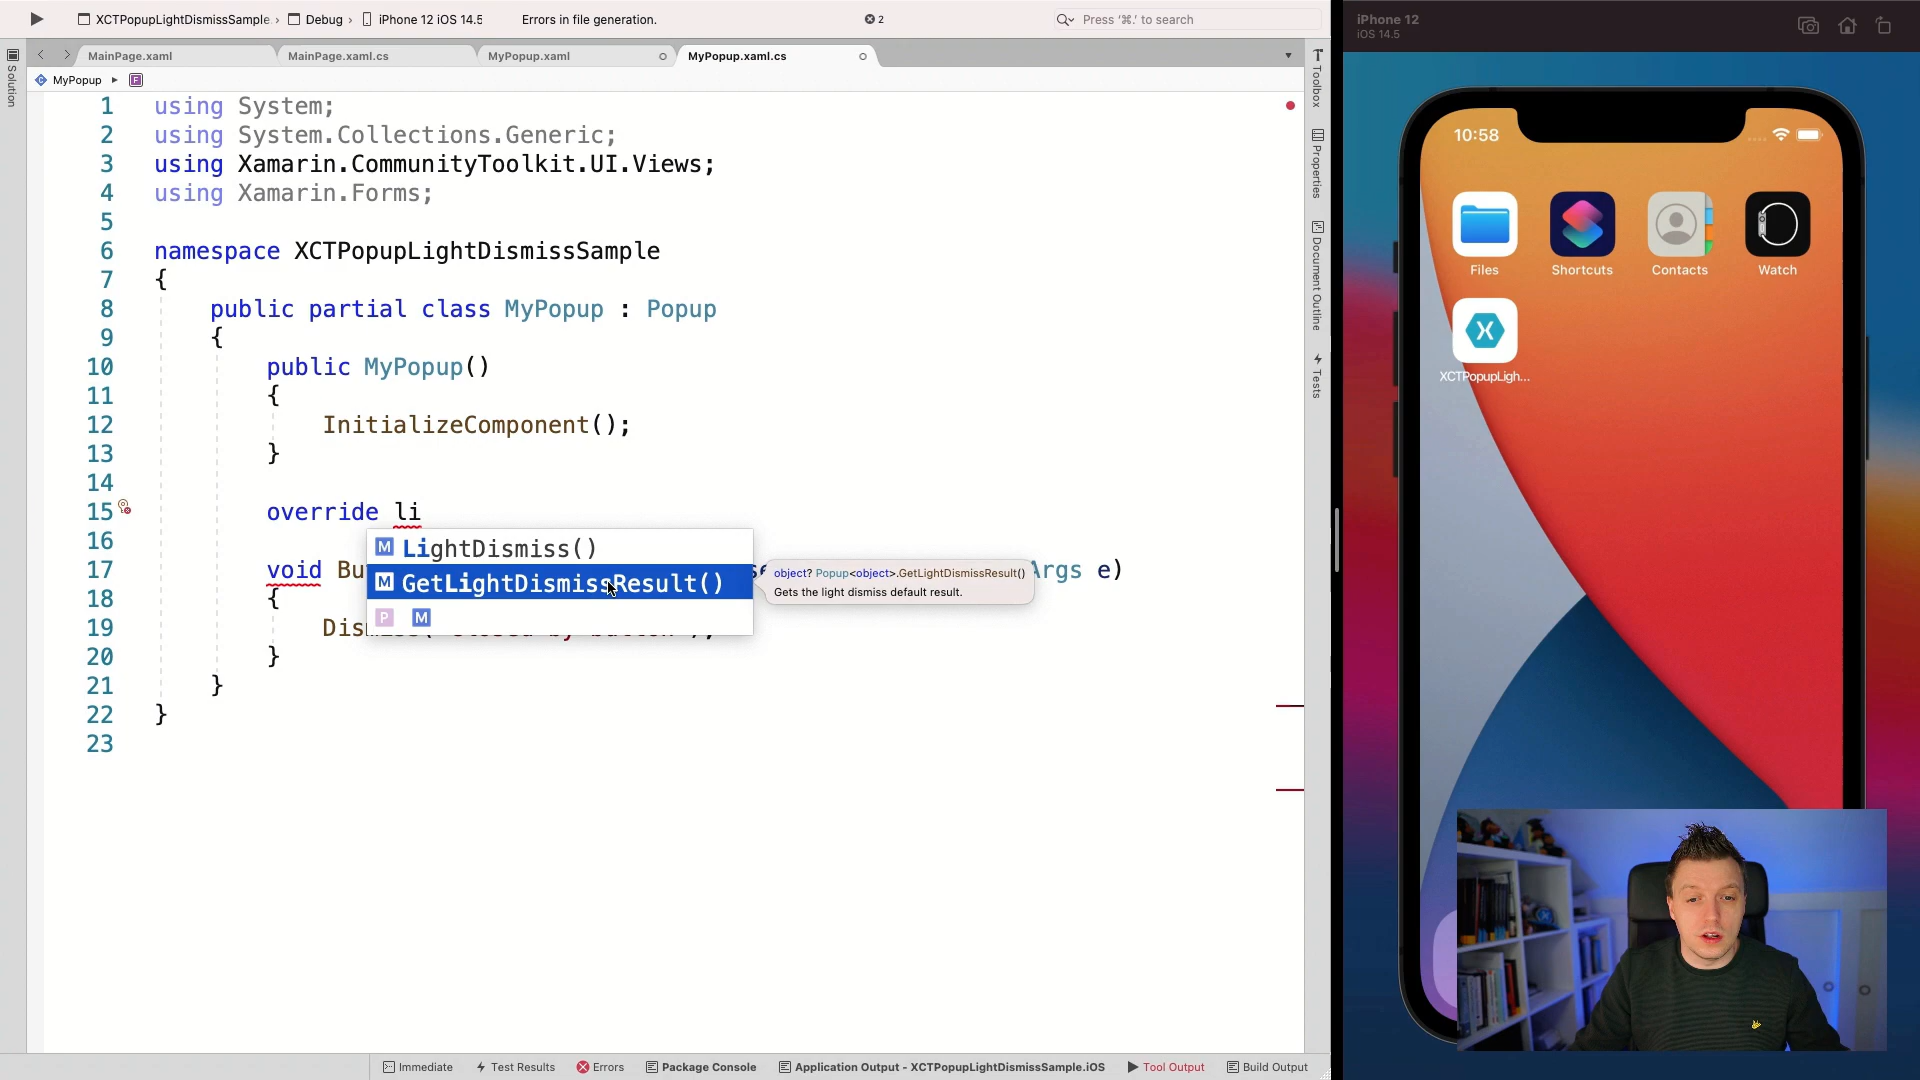 XCTPopupLightDismissSample › Debug › iPhone 12 iOS 14.5
Errors in file generation.
2
Press ‘⌘.’ to search
MainPage.xaml
MainPage.xaml.cs
MyPopup.xaml
MyPopup.xaml.cs
MyPopup
Solution
1 using System;
2 using System.Collections.Generic;
3 using Xamarin.CommunityToolkit.UI.Views;
4 using Xamarin.Forms;
5
6 namespace XCTPopupLightDismissSample
7 {
8 public partial class MyPopup : Popup
9 {
10 public MyPopup()
11 {
12 InitializeComponent();
13 }
14
15 override li
16
LightDismiss()
17 void Bu Args e)
GetLightDismissResult()
object? Popup<object>.GetLightDismissResult()
Gets the light dismiss default result.
18 {
P M
19 Dis
20 }
21 }
22 }
23
Toolbox
Properties
Document Outline
Tests
Immediate
Test Results
Errors
Package Console
Application Output - XCTPopupLightDismissSample.iOS
Tool Output
Build Output
iPhone 12
iOS 14.5
10:58
Files
Shortcuts
Contacts
Watch
XCTPopupLigh...